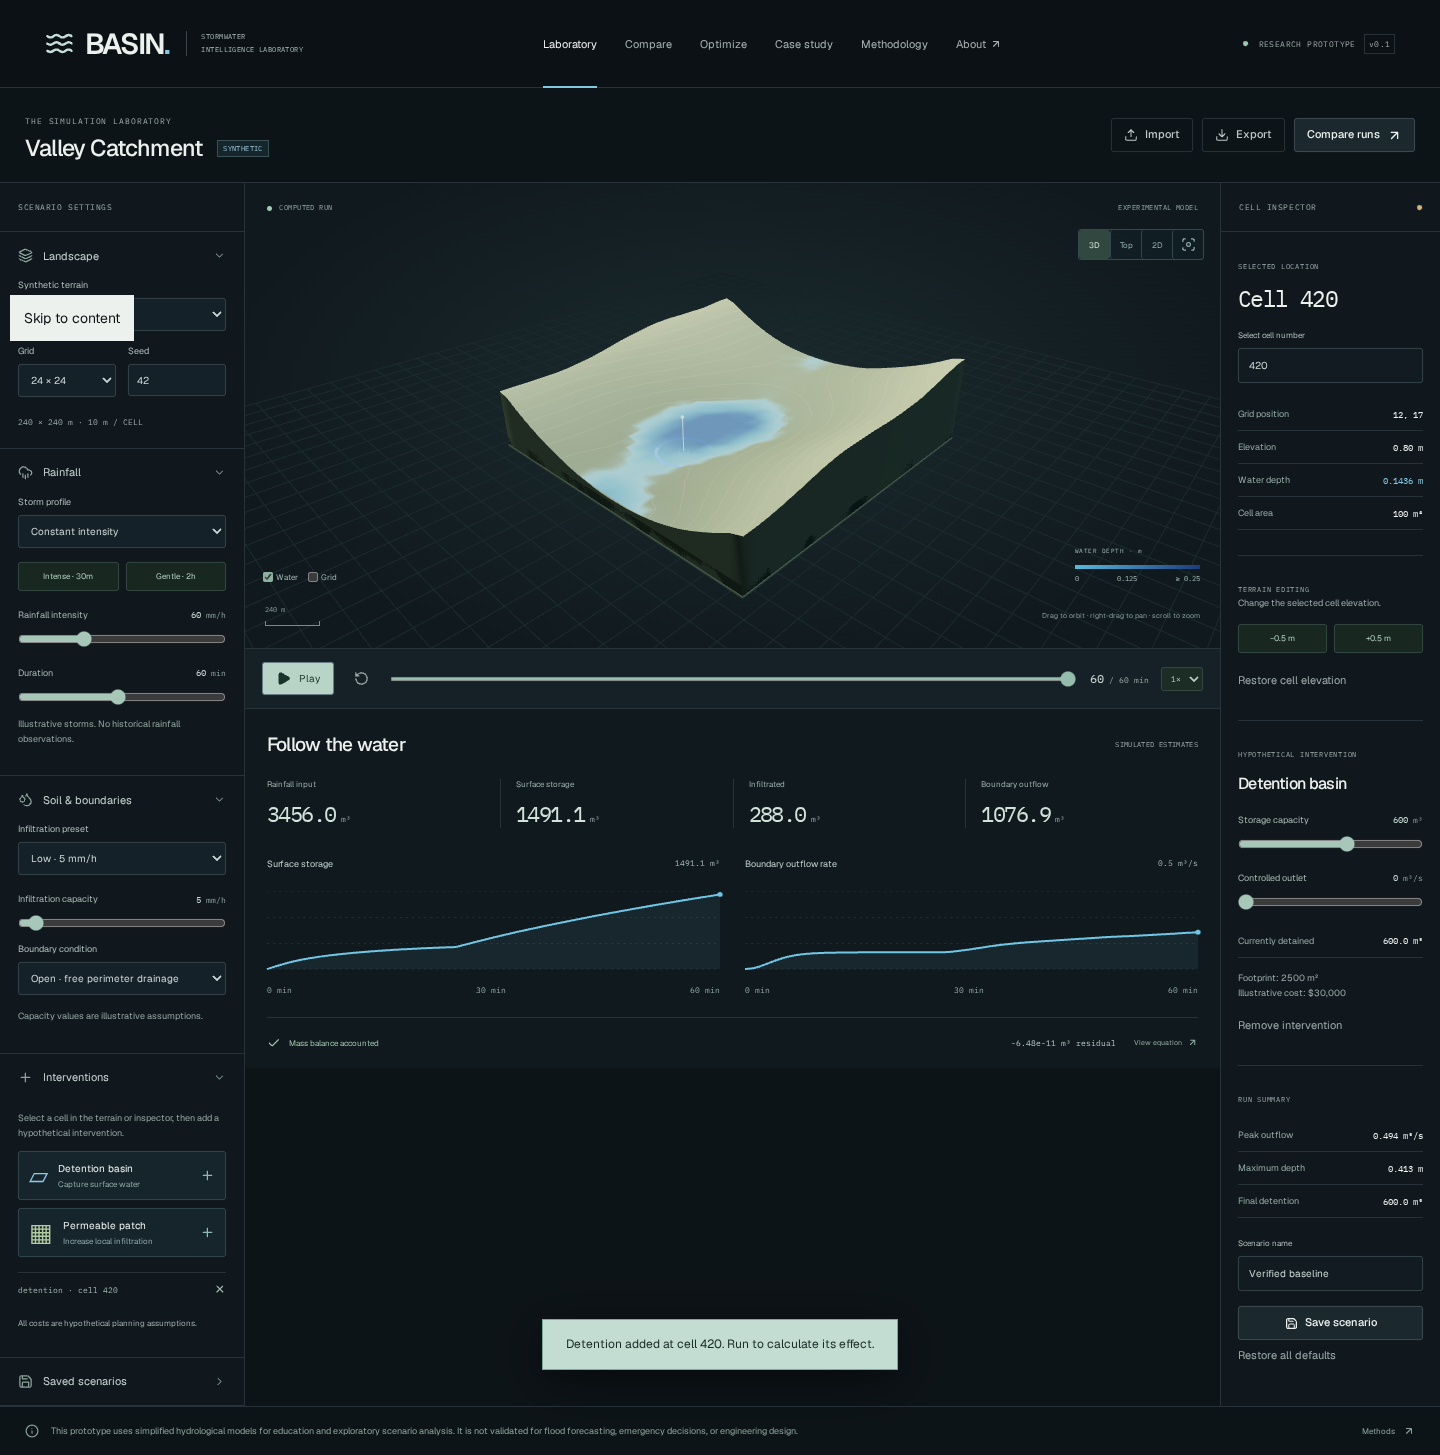 BASIN.
STORMWATER
INTELLIGENCE LABORATORY
Laboratory
Compare
Optimize
Case study
Methodology
About
RESEARCH PROTOTYPE
v0.1
THE SIMULATION LABORATORY
Valley Catchment
SYNTHETIC
Import
Export
Compare runs
SCENARIO SETTINGS
Landscape
Synthetic terrain
Skip to content
Grid
Seed
24 × 24
42
240 × 240 m · 10 m / CELL
Rainfall
Storm profile
Constant intensity
Intense · 30m
Gentle · 2h
Rainfall intensity
60 mm/h
Duration
60 min
Illustrative storms. No historical rainfall
observations.
Soil & boundaries
Infiltration preset
Low · 5 mm/h
Infiltration capacity
5 mm/h
Boundary condition
Open · free perimeter drainage
Capacity values are illustrative assumptions.
Interventions
Select a cell in the terrain or inspector, then add a
hypothetical intervention.
Detention basin
Capture surface water
Permeable patch
Increase local infiltration
detention · cell 420
All costs are hypothetical planning assumptions.
Saved scenarios
COMPUTED RUN
EXPERIMENTAL MODEL
3D
Top
2D
Water
Grid
240 m
WATER DEPTH · m
0
0.125
≥ 0.25
Drag to orbit · right-drag to pan · scroll to zoom
Play
60 / 60 min
1×
Follow the water
SIMULATED ESTIMATES
Rainfall input
3456.0 m³
Surface storage
1491.1 m³
Infiltrated
288.0 m³
Boundary outflow
1076.9 m³
Surface storage
1491.1 m³
0 min
30 min
60 min
Boundary outflow rate
0.5 m³/s
0 min
30 min
60 min
Mass balance accounted
-6.48e-11 m³ residual
View equation
Detention added at cell 420. Run to calculate its effect.
CELL INSPECTOR
SELECTED LOCATION
Cell 420
Select cell number
420
Grid position
12, 17
Elevation
0.80 m
Water depth
0.1436 m
Cell area
100 m²
TERRAIN EDITING
Change the selected cell elevation.
−0.5 m
+0.5 m
Restore cell elevation
HYPOTHETICAL INTERVENTION
Detention basin
Storage capacity
600 m³
Controlled outlet
0 m³/s
Currently detained
600.0 m³
Footprint: 2500 m²
Illustrative cost: $30,000
Remove intervention
RUN SUMMARY
Peak outflow
0.494 m³/s
Maximum depth
0.413 m
Final detention
600.0 m³
Scenario name
Verified baseline
Save scenario
Restore all defaults
This prototype uses simplified hydrological models for education and exploratory scenario analysis. It is not validated for flood forecasting, emergency decisions, or engineering design.
Methods